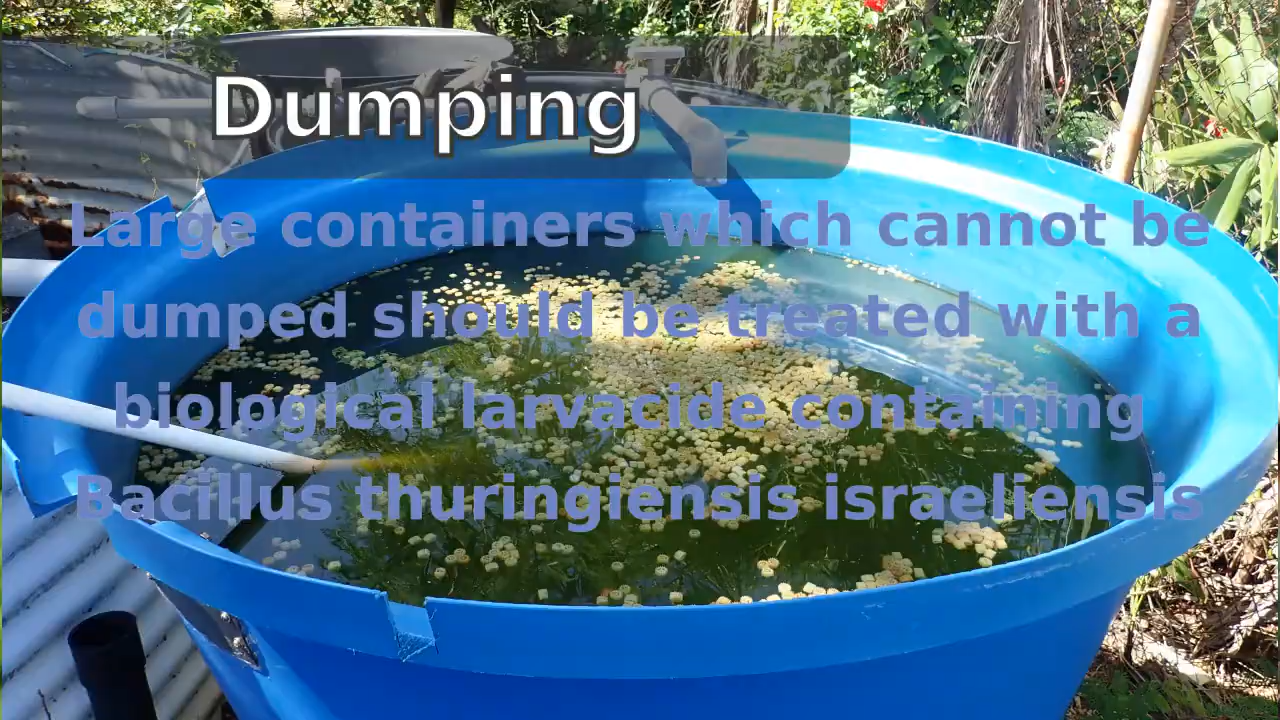 Dumping
Large containers which cannot be
dumped should be treated with a
biological larvacide containing
Bacillus thuringiensis israeliensis